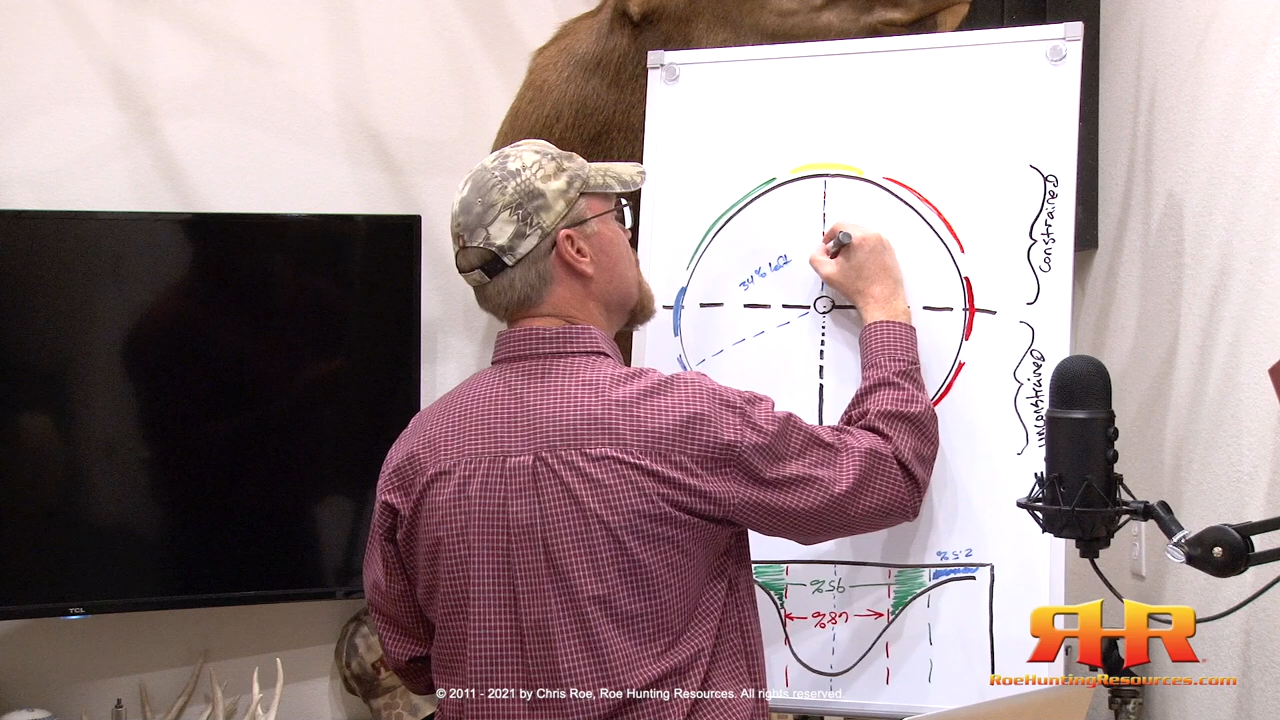 34% left
Constrained
unconstrained
2.5%
95%
68%
TCL
RR
RoeHuntingResources.com
© 2011 - 2021 by Chris Roe, Roe Hunting Resources. All rights reserved.